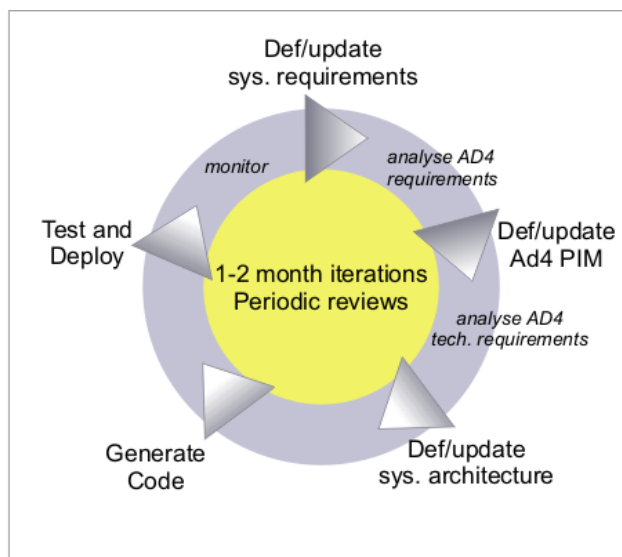 Def/update
sys. requirements
monitor
analyse AD4
requirements
Test and
Deploy
Def/update
Ad4 PIM
1-2 month iterations
Periodic reviews
analyse AD4
tech. requirements
Generate
Code
Def/update
sys. architecture